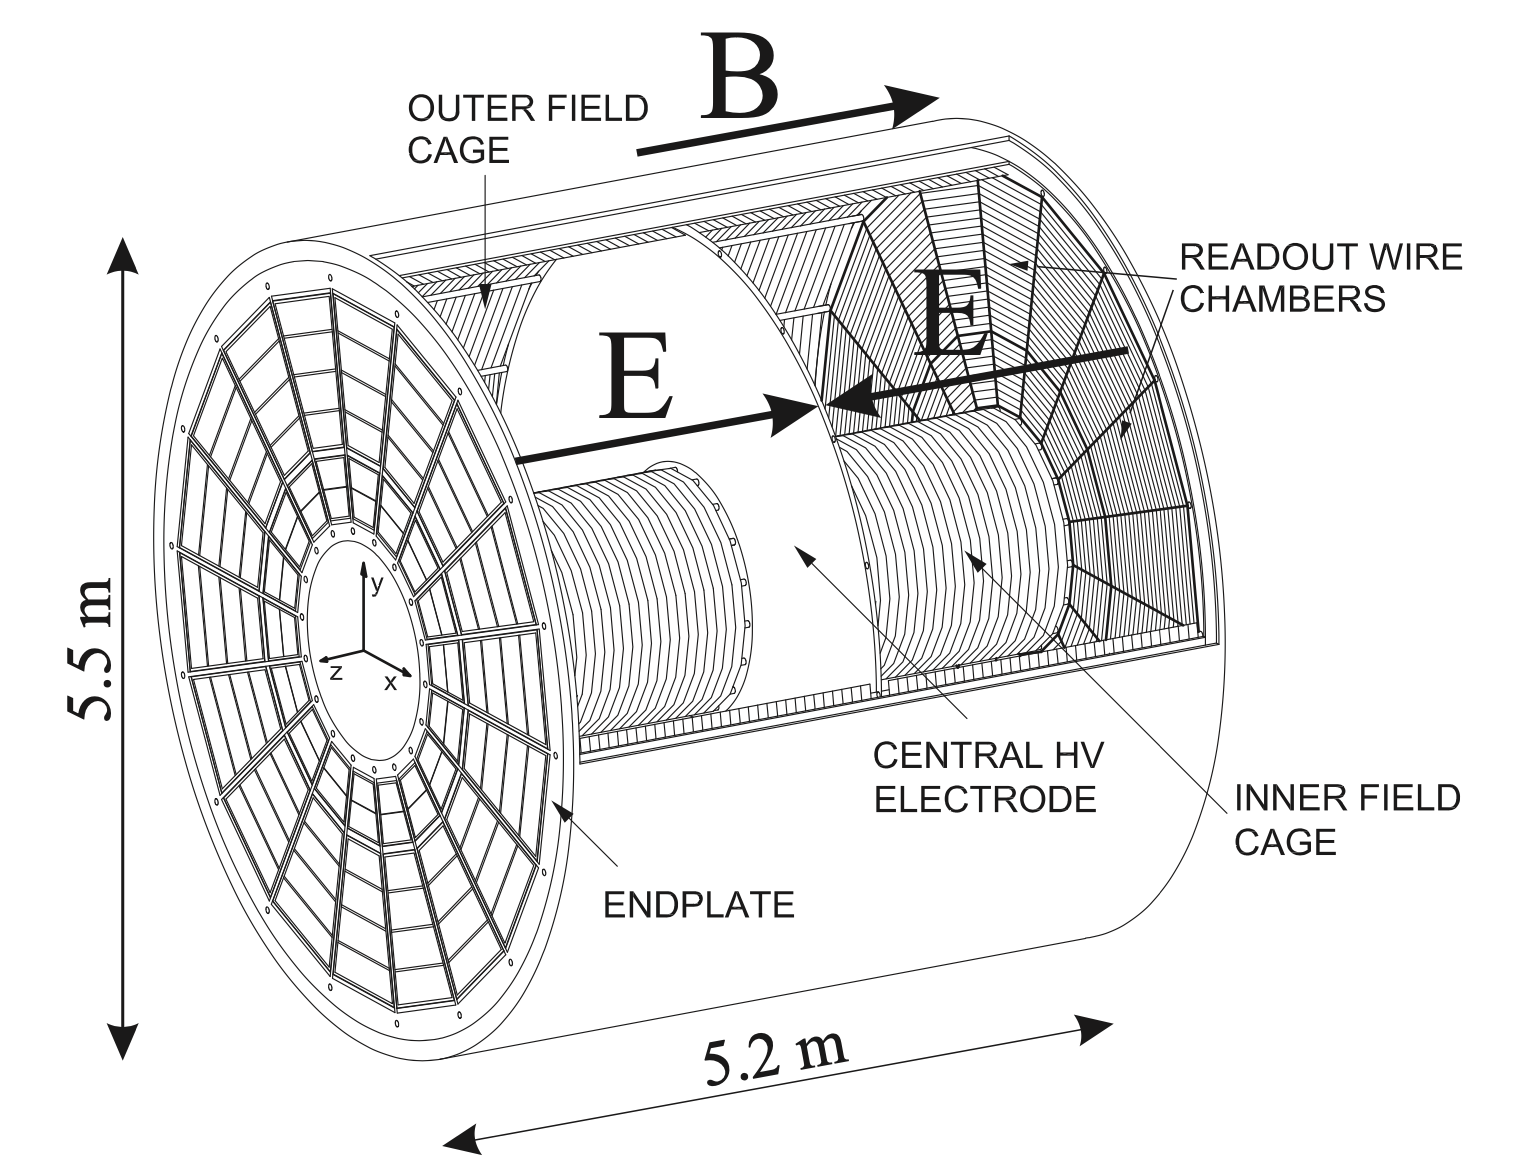 B
OUTER FIELD
CAGE
READOUT WIRE
CHAMBERS
E
E
5.5 m
y
z
x
CENTRAL HV
ELECTRODE
INNER FIELD
CAGE
ENDPLATE
5.2 m